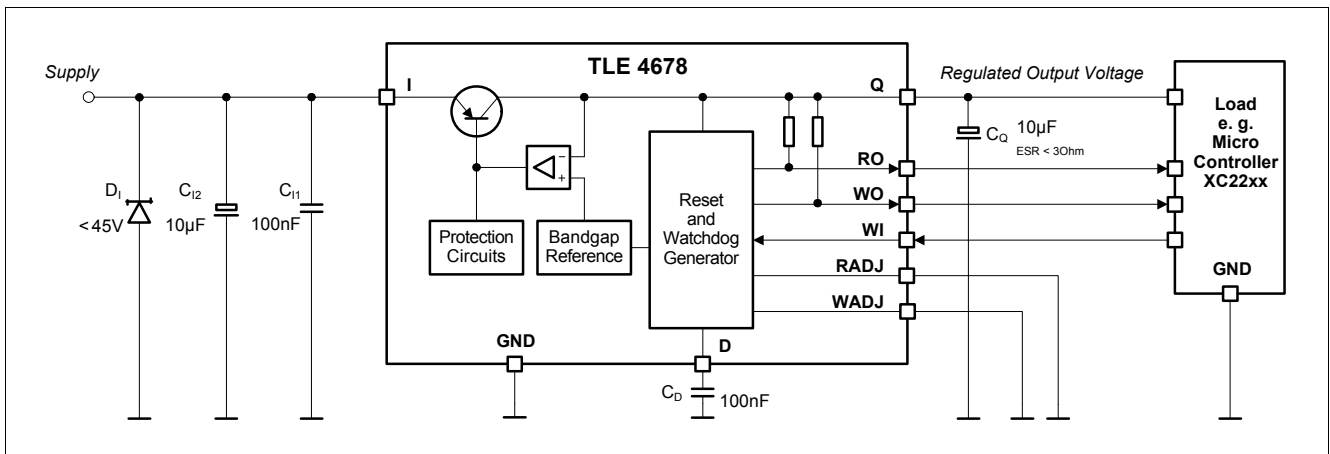 TLE 4678
Supply
I
Q
Regulated Output Voltage
Load
e. g.
Micro
Controller
XC22xx
CQ
10µF
ESR < 3Ohm
RO
WO
WI
RADJ
WADJ
Reset
and
Watchdog
Generator
DI
<45V
CI2
10µF
CI1
100nF
−
+
Protection
Circuits
Bandgap
Reference
GND
GND
D
CD
100nF